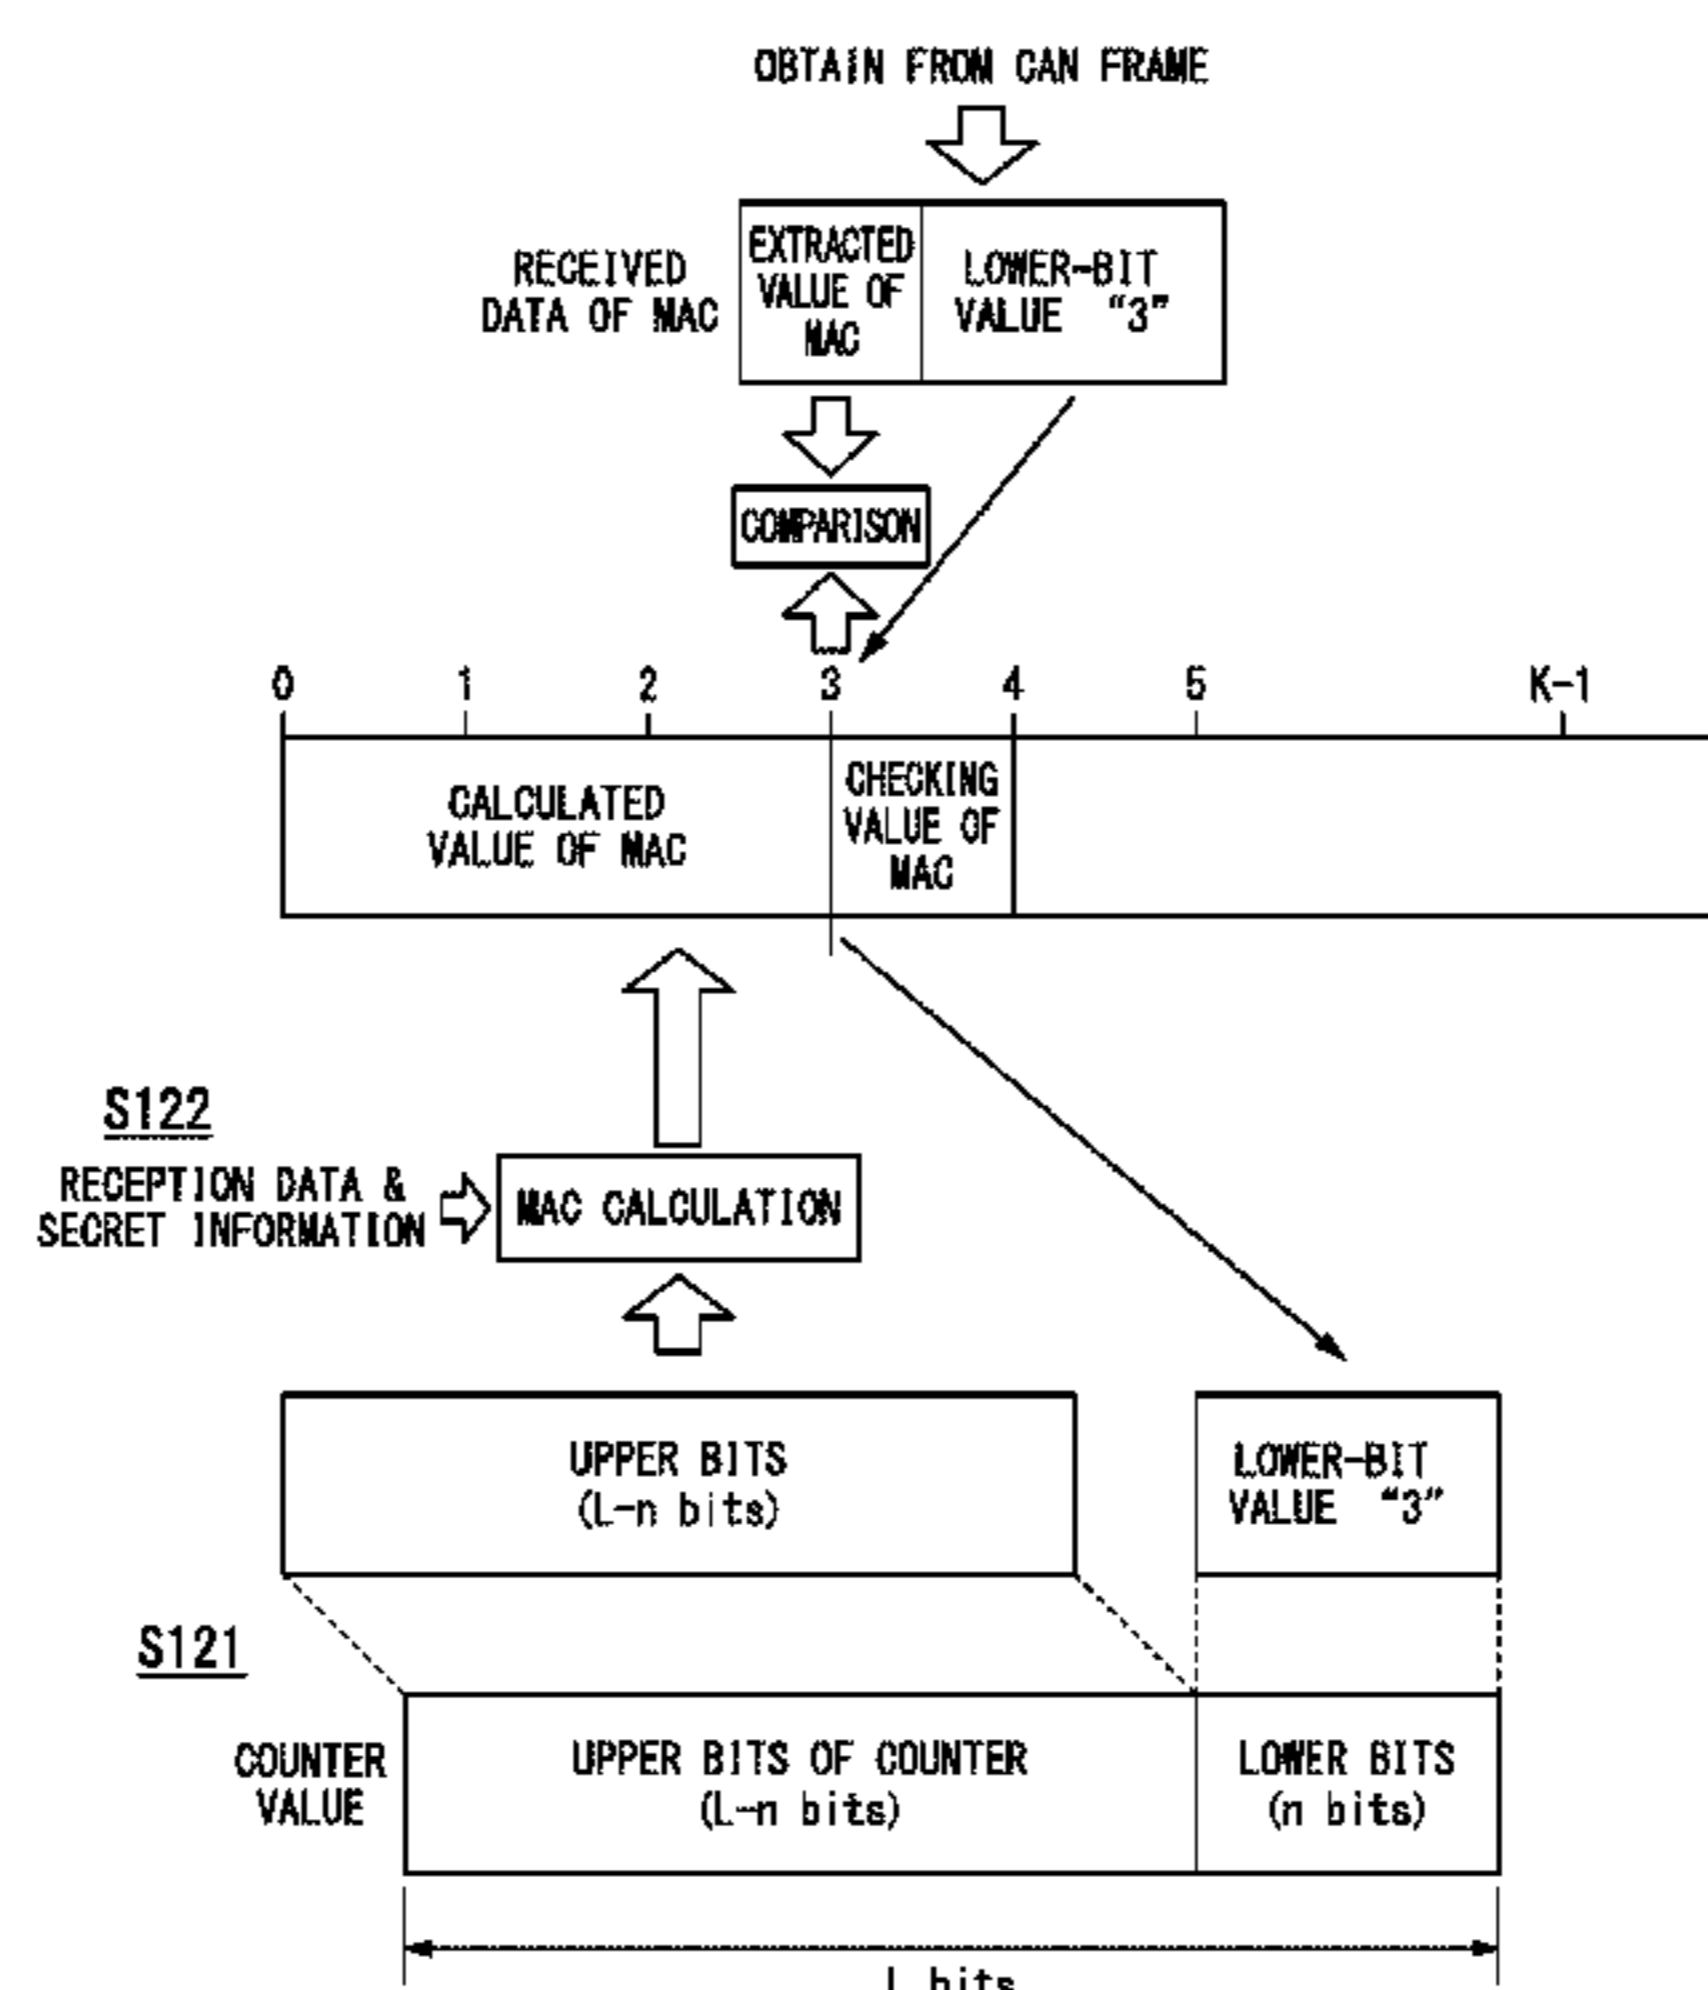 OBTAIN FROM CAN FRAME
RECEIVED
DATA OF MAC
EXTRACTED
VALUE OF
MAC
LOWER-BIT
VALUE “3”
COMPARISON
0 1 2 3 4 5 K-1
CALCULATED
VALUE OF MAC
CHECKING
VALUE OF
MAC
S122
RECEPTION DATA &
SECRET INFORMATION
MAC CALCULATION
UPPER BITS
(L-n bits)
LOWER-BIT
VALUE “3”
S121
COUNTER
VALUE
UPPER BITS OF COUNTER
(L-n bits)
LOWER BITS
(n bits)
L bits